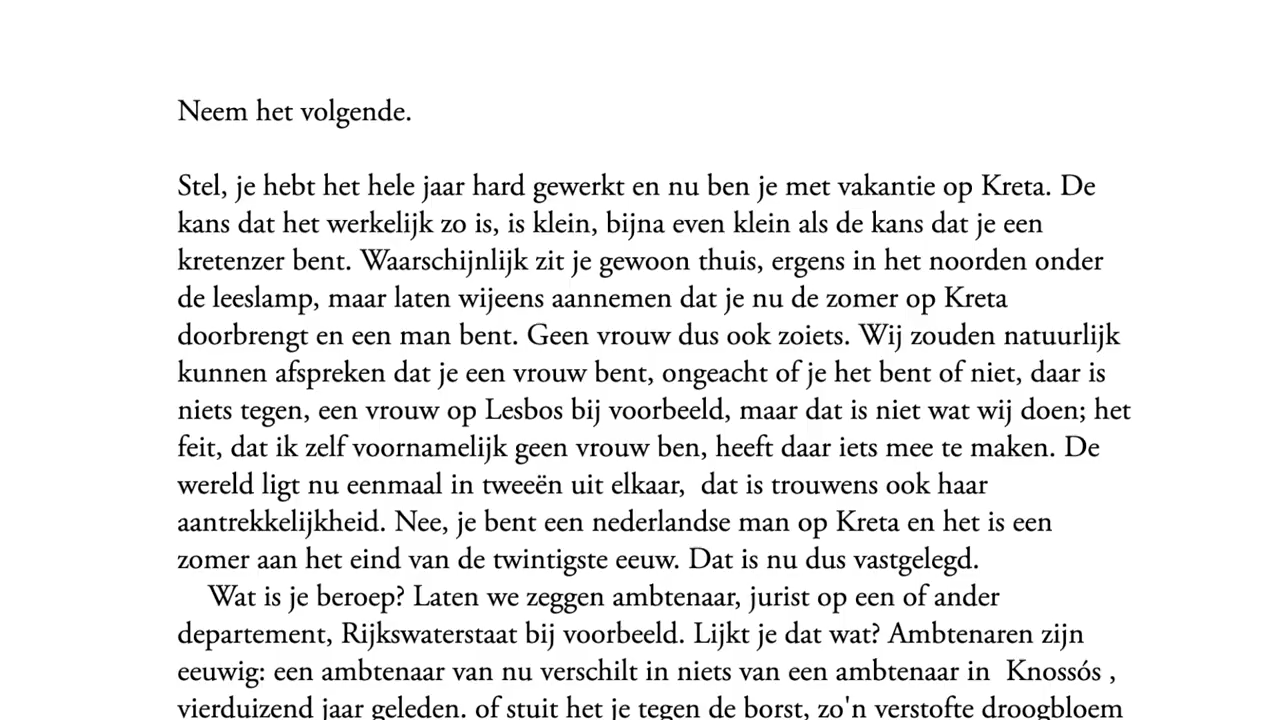 Neem het volgende.
Stel, je hebt het hele jaar hard gewerkt en nu ben je met vakantie op Kreta. De
kans dat het werkelijk zo is, is klein, bijna even klein als de kans dat je een
kretenzer bent. Waarschijnlijk zit je gewoon thuis, ergens in het noorden onder
de leeslamp, maar laten wijeens aannemen dat je nu de zomer op Kreta
doorbrengt en een man bent. Geen vrouw dus ook zoiets. Wij zouden natuurlijk
kunnen afspreken dat je een vrouw bent, ongeacht of je het bent of niet, daar is
niets tegen, een vrouw op Lesbos bij voorbeeld, maar dat is niet wat wij doen; het
feit, dat ik zelf voornamelijk geen vrouw ben, heeft daar iets mee te maken. De
wereld ligt nu eenmaal in tweeën uit elkaar,  dat is trouwens ook haar
aantrekkelijkheid. Nee, je bent een nederlandse man op Kreta en het is een
zomer aan het eind van de twintigste eeuw. Dat is nu dus vastgelegd.
Wat is je beroep? Laten we zeggen ambtenaar, jurist op een of ander
departement, Rijkswaterstaat bij voorbeeld. Lijkt je dat wat? Ambtenaren zijn
eeuwig: een ambtenaar van nu verschilt in niets van een ambtenaar in  Knossós ,
vierduizend jaar geleden. of stuit het je tegen de borst, zo'n verstofte droogbloem